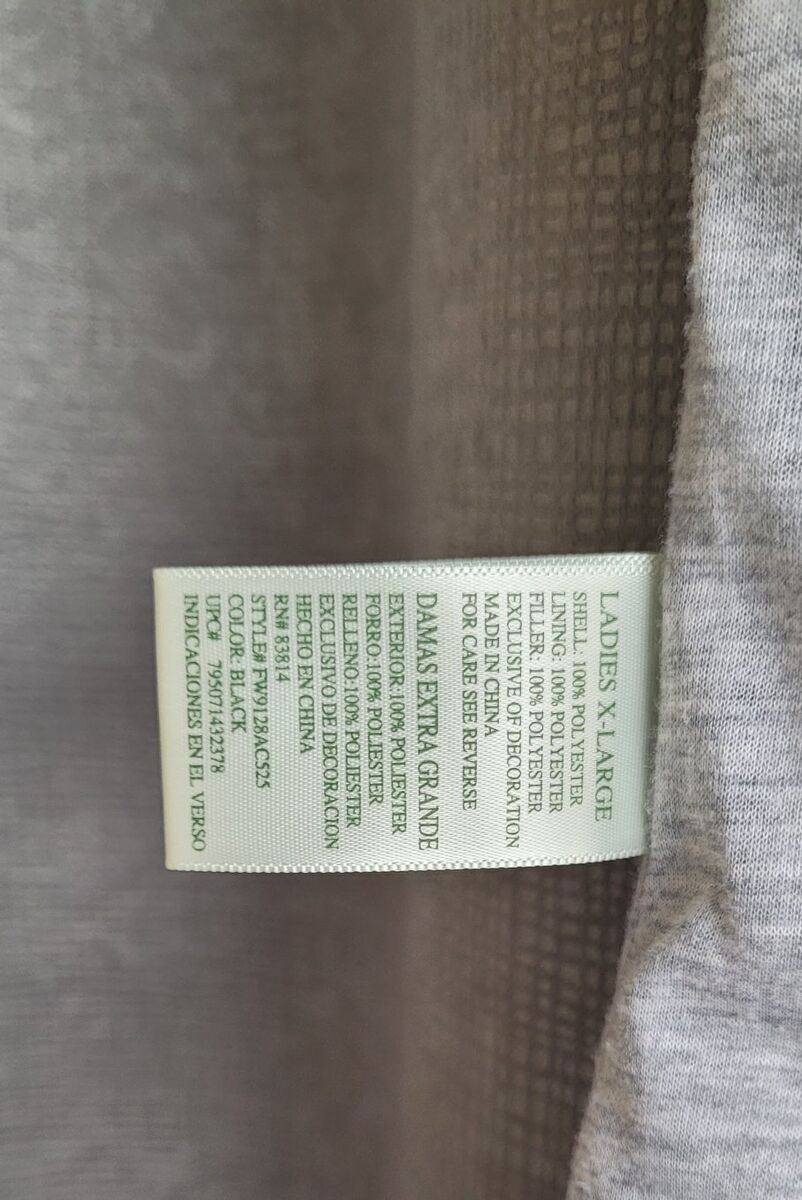 LADIES X-LARGE
SHELL: 100% POLYESTER
LINING: 100% POLYESTER
FILLER: 100% POLYESTER
EXCLUSIVE OF DECORATION
MADE IN CHINA
FOR CARE SEE REVERSE
DAMAS EXTRA GRANDE
EXTERIOR:100% POLIESTER
FORRO:100% POLIESTER
RELLENO:100% POLIESTER
EXCLUSIVO DE DECORACION
HECHO EN CHINA
RN# 83814
STYLE# FW9128AC525
COLOR: BLACK
UPC# 795071432378
INDICACIONES EN EL VERSO